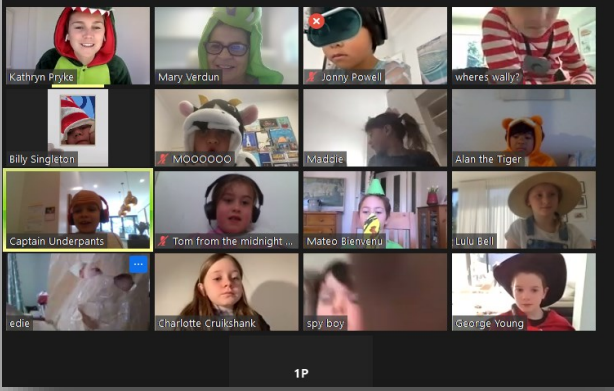 Kathryn Pryke
Mary Verdun
Jonny Powell
wheres wally?
Billy Singleton
MOOOOOO
Maddie
Alan the Tiger
Captain Underpants
Tom from the midnight ...
Mateo Bienvenu
Lulu Bell
edie
Charlotte Cruikshank
spy boy
George Young
1P